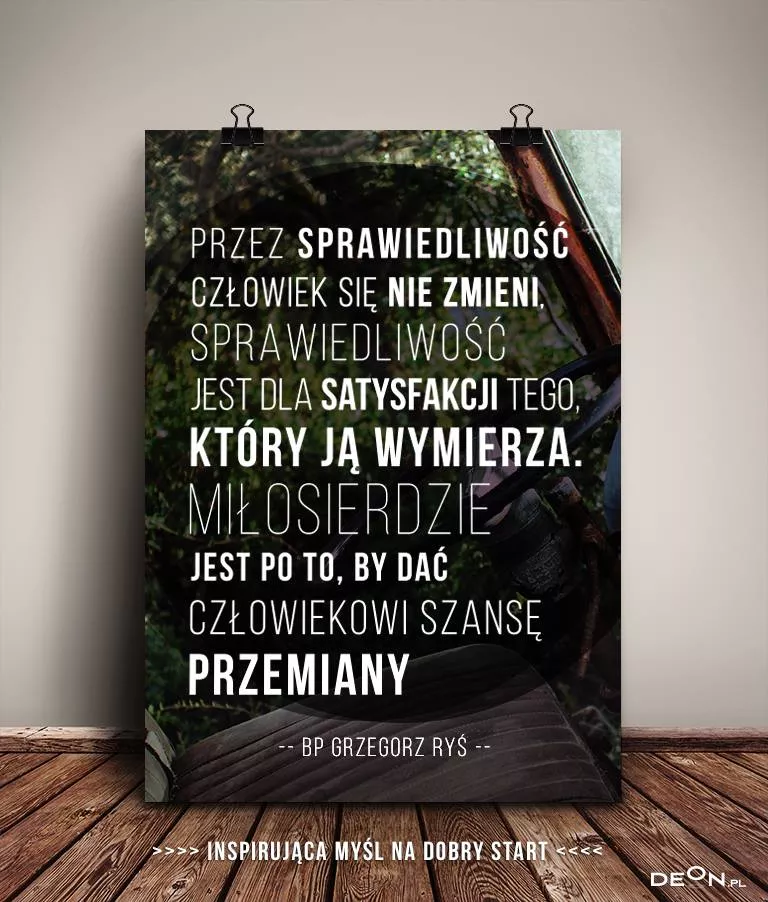 PRZEZ SPRAWIEDLIWOŚĆ
CZŁOWIEK SIĘ NIE ZMIENI,
SPRAWIEDLIWOŚĆ
JEST DLA SATYSFAKCJI TEGO,
KTÓRY JĄ WYMIERZA.
MIŁOSIERDZIE
JEST PO TO, BY DAĆ
CZŁOWIEKOWI SZANSĘ
PRZEMIANY
-- BP GRZEGORZ RYŚ --
>>>> INSPIRUJĄCA MYŚL NA DOBRY START <<<<
DEON.PL